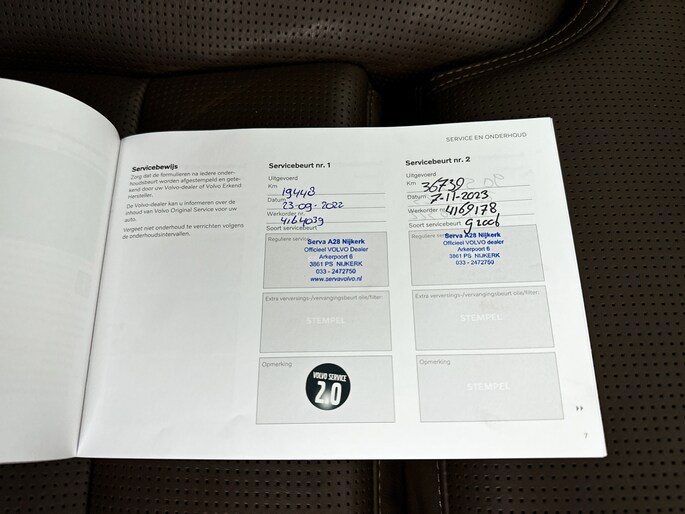 SERVICE EN ONDERHOUD
Servicebewijs
Zorg dat de formulieren na iedere onder-
houdsbeurt worden afgestempeld en gete-
kend door uw Volvo-dealer of Volvo Erkend
Hersteller.
De Volvo-dealer kan u informeren over de
inhoud van Volvo Original Service voor uw
auto.
Vergeet niet onderhoud te verrichten volgens
de onderhoudsintervallen.
Servicebeurt nr. 1
Uitgevoerd
Km 19448
Datum 23-09-2022
Werkorder nr. 4164039
Soort servicebeurt
Reguliere service
Serva A28 Nijkerk
Officieel VOLVO Dealer
Arkerpoort 6
3861 PS NIJKERK
033 - 2472750
www.servavolvo.nl
Extra verversings-/vervangingsbeurt olie/filter:
STEMPEL
Opmerking
VOLVO SERVICE
2.0
Servicebeurt nr. 2
Uitgevoerd
Km 36739
Datum 7-11-2023
Werkorder nr. 4169178
Soort servicebeurt
Reguliere service
Serva A28 Nijkerk
Officieel VOLVO dealer
Arkerpoort 6
3861 PS NIJKERK
033 - 2472750
Extra verversings-/vervangingsbeurt olie/filter:
STEMPEL
Opmerking
STEMPEL
7